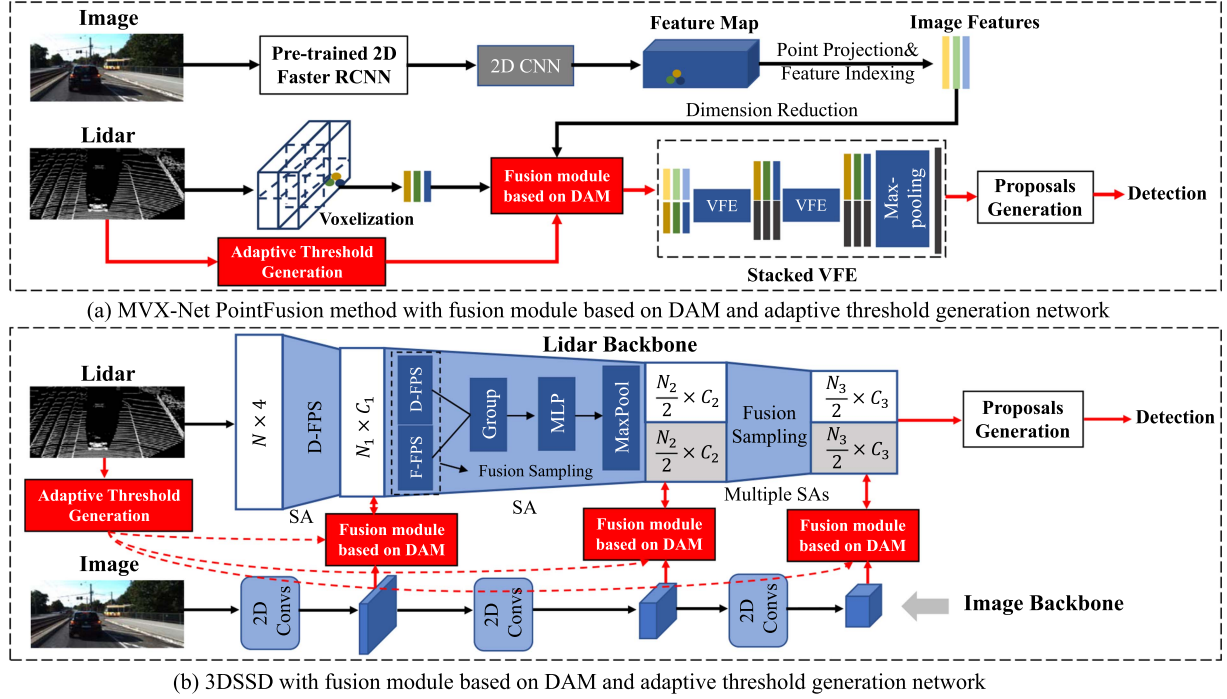 Image
Pre-trained 2D
Faster RCNN
2D CNN
Feature Map
Point Projection&
Feature Indexing
Image Features
Dimension Reduction
Lidar
Voxelization
Fusion module
based on DAM
VFE
VFE
Max-
pooling
Stacked VFE
Proposals
Generation
Detection
Adaptive Threshold
Generation
(a) MVX-Net PointFusion method with fusion module based on DAM and adaptive threshold generation network
Lidar Backbone
Lidar
N × 4
D-FPS
SA
N₁ × C₁
D-FPS
F-FPS
Group
MLP
MaxPool
Fusion Sampling
SA
N₂/2 × C₂
N₂/2 × C₂
Fusion
Sampling
Multiple SAs
N₃/2 × C₃
N₃/2 × C₃
Proposals
Generation
Detection
Adaptive Threshold
Generation
Fusion module
based on DAM
Fusion module
based on DAM
Fusion module
based on DAM
Image
2D
Convs
2D
Convs
2D
Convs
Image Backbone
(b) 3DSSD with fusion module based on DAM and adaptive threshold generation network